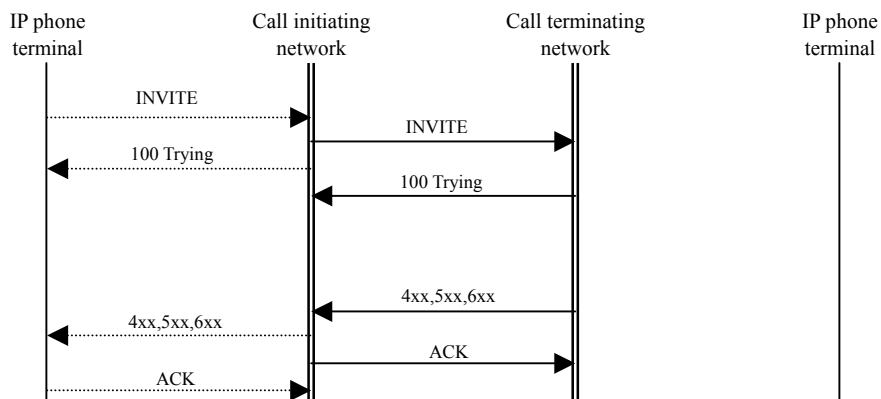 IP phone
terminal
Call initiating
network
Call terminating
network
IP phone
terminal
INVITE
INVITE
100 Trying
100 Trying
4xx,5xx,6xx
4xx,5xx,6xx
ACK
ACK